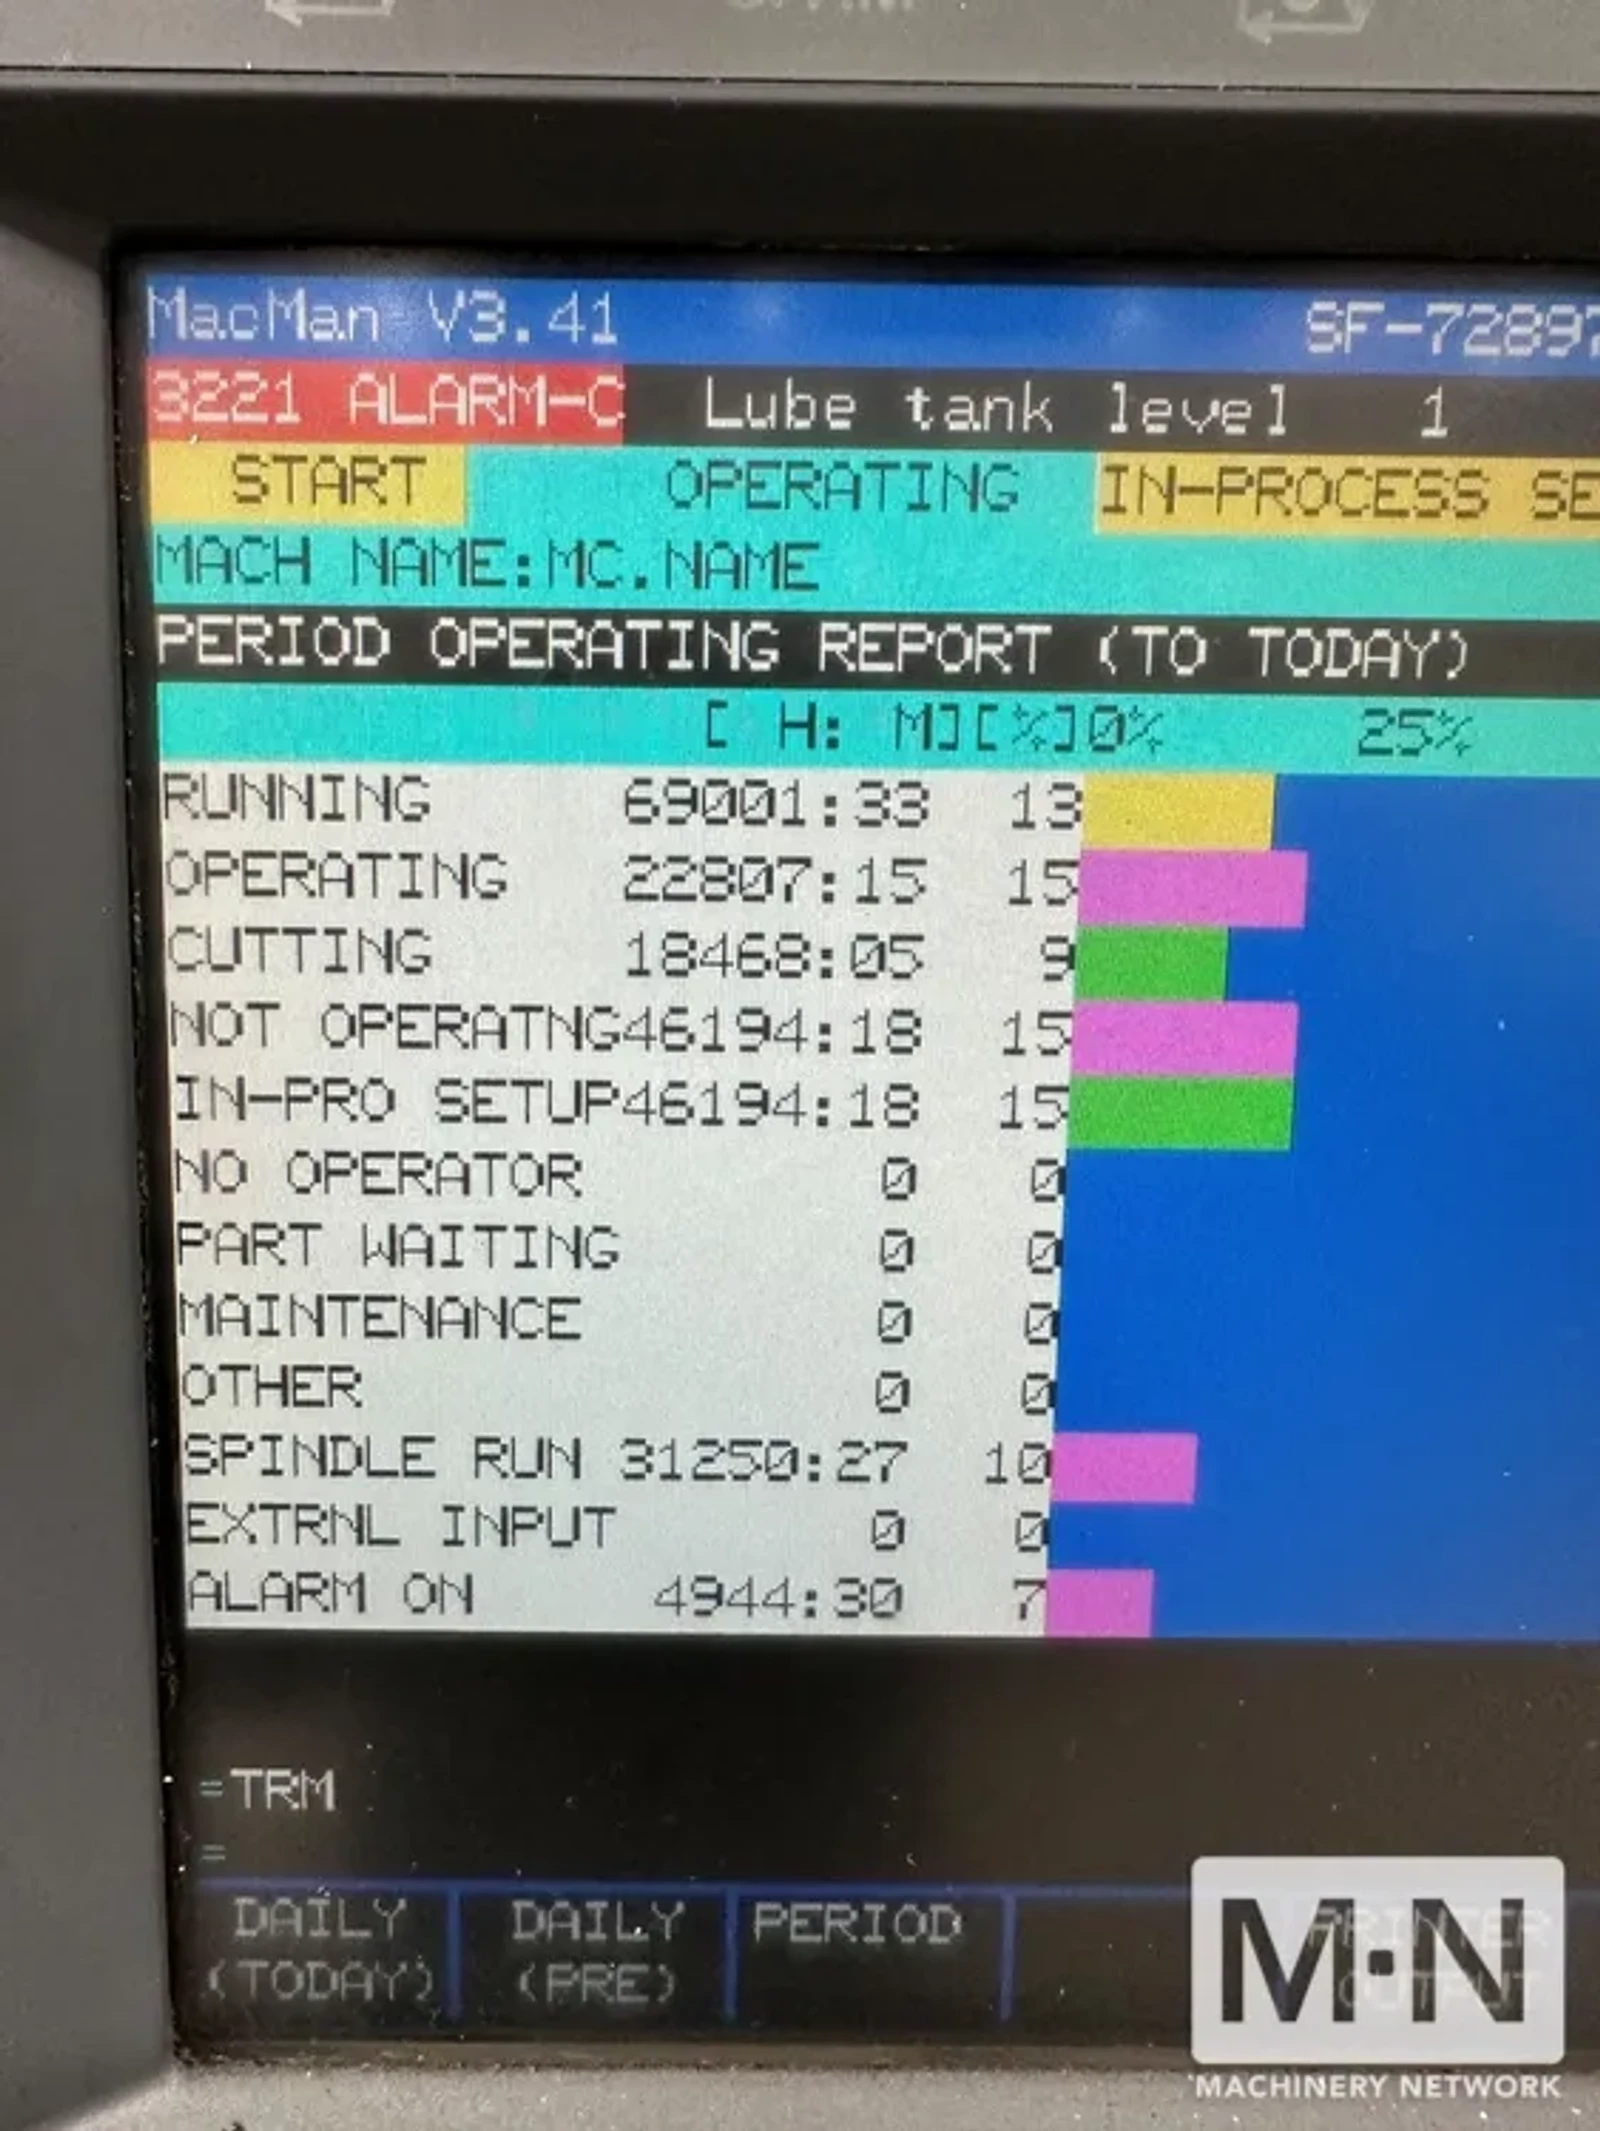 MacMan V3.41 SF-72897
3221 ALARM-C Lube tank level 1
START OPERATING IN-PROCESS SE
MACH NAME:MC.NAME
PERIOD OPERATING REPORT (TO TODAY)
[ H: M][%]0% 25%
RUNNING 69001:33 13
OPERATING 22807:15 15
CUTTING 18468:05 9
NOT OPERATNG46194:18 15
IN-PRO SETUP46194:18 15
NO OPERATOR 0 0
PART WAITING 0 0
MAINTENANCE 0 0
OTHER 0 0
SPINDLE RUN 31250:27 10
EXTRNL INPUT 0 0
ALARM ON 4944:30 7
=TRM
=
DAILY DAILY PERIOD PRINTER
(TODAY) (PRE) OUTPUT
M·N
MACHINERY NETWORK